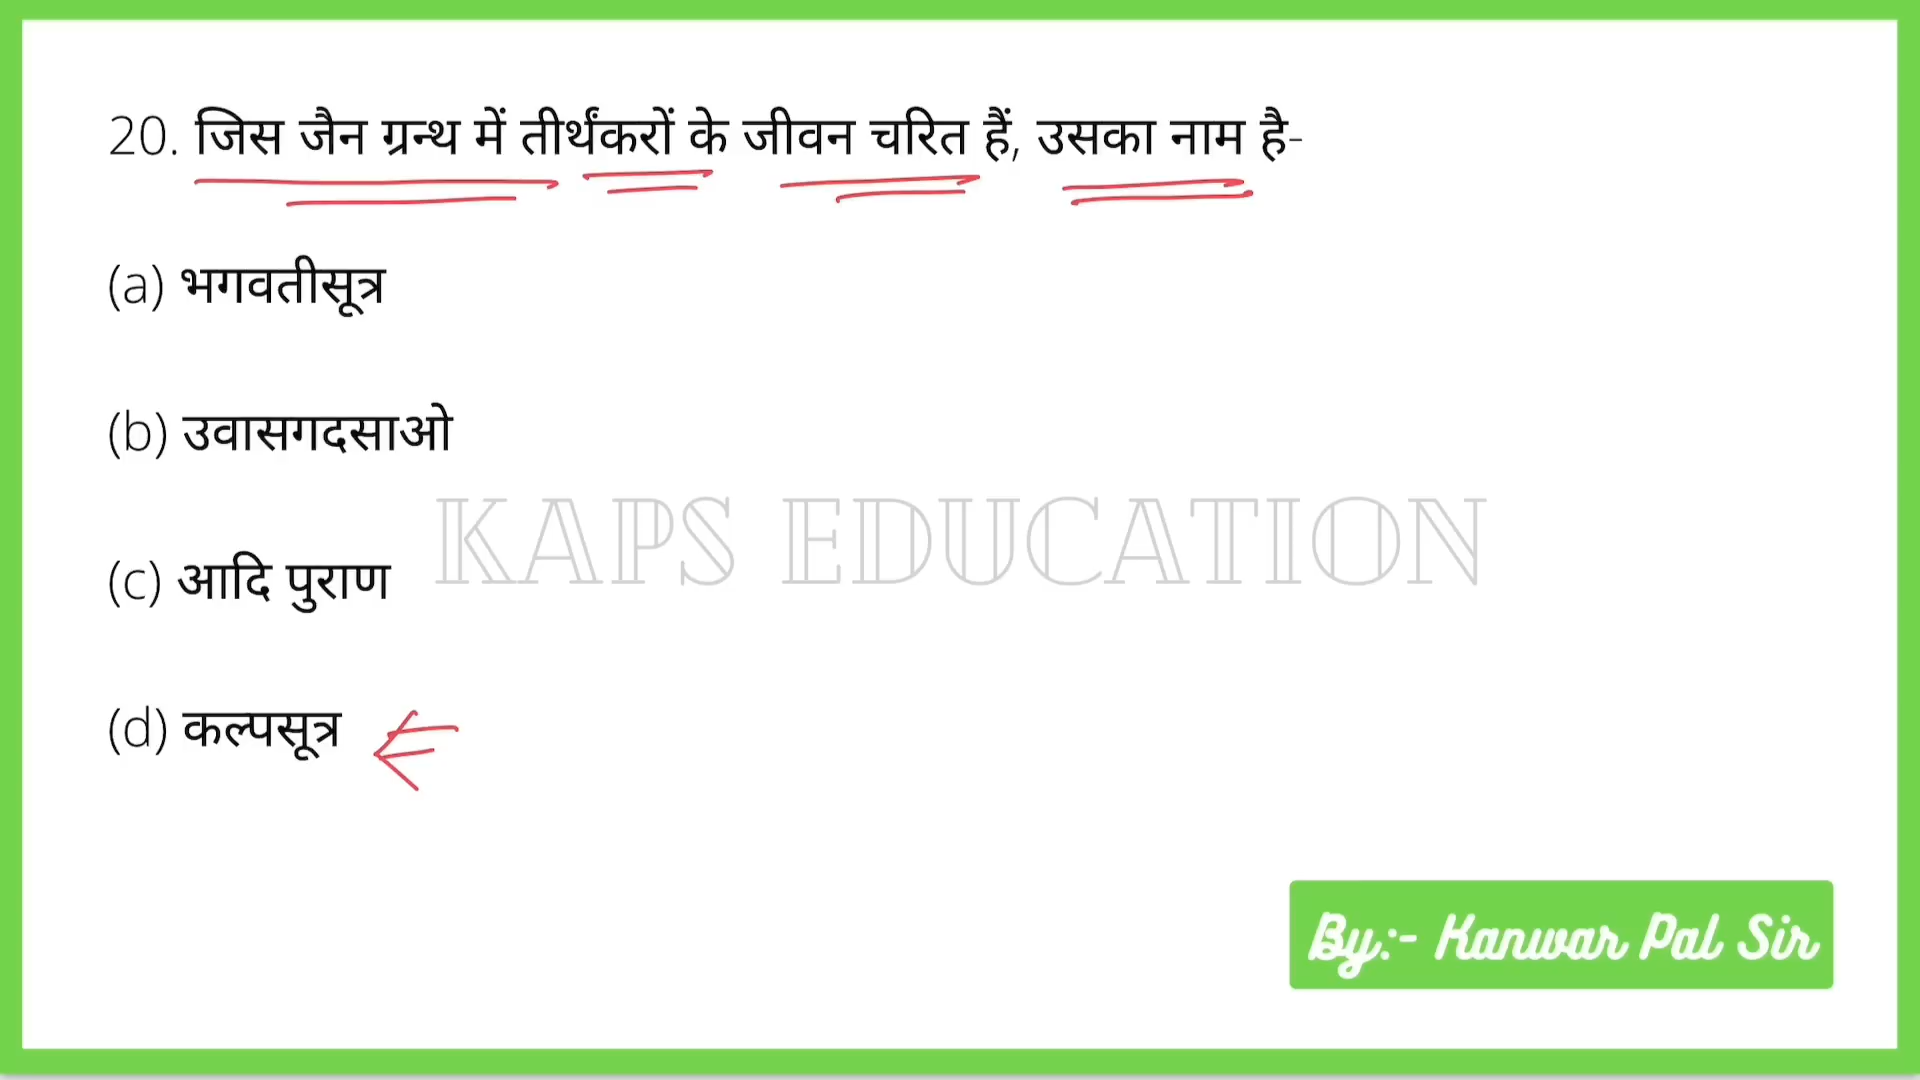 20. जिस जैन ग्रन्थ में तीर्थंकरों के जीवन चरित हैं, उसका नाम है-
(a) भगवतीसूत्र
(b) उवासगदसाओ
KAPS EDUCATION
(c) आदि पुराण
(d) कल्पसूत्र
By:- Kanwar Pal Sir